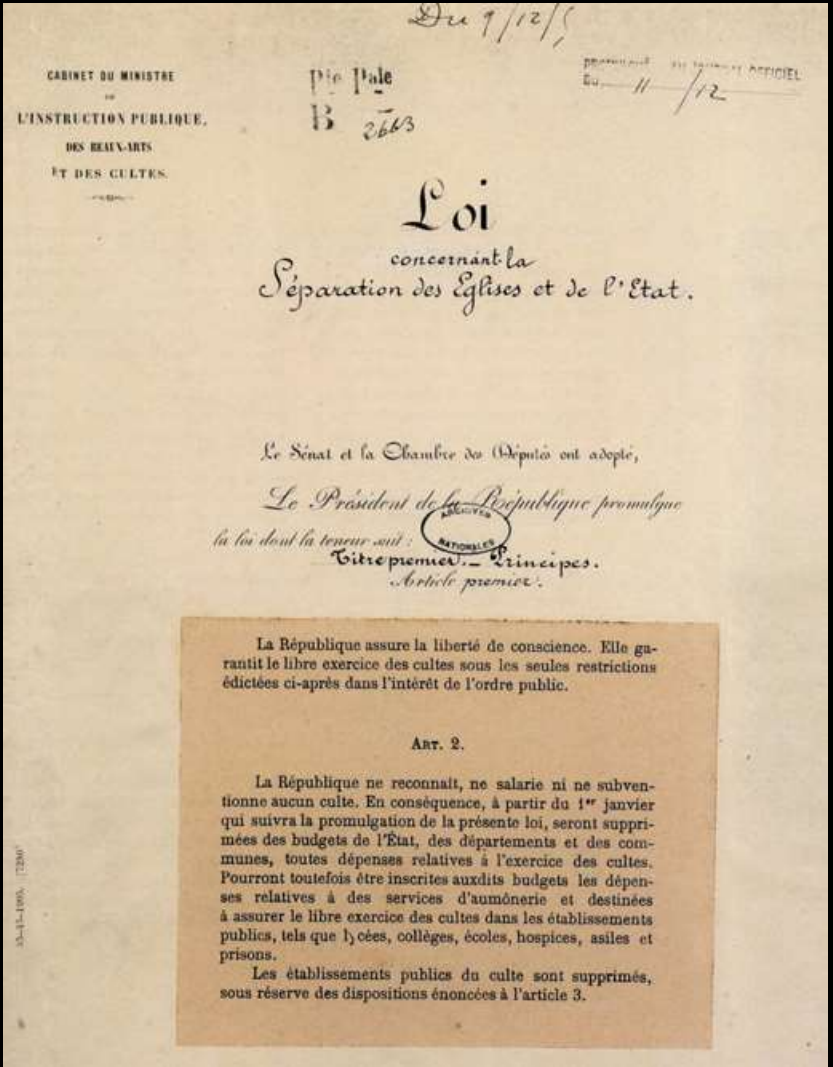 Du 9/12/5
CABINET DU MINISTRE
DE
L'INSTRUCTION PUBLIQUE,
DES BEAUX-ARTS
ET DES CULTES.
Pie Pale
B 2663
AU JOURNAL OFFICIEL
DU 11/12
Loi
concernant la
Séparation des Eglises et de l'Etat.
Le Sénat et la Chambre des Députés ont adopté,
Le Président de la République promulgue
la loi dont la teneur suit :
ARCHIVES
NATIONALES
Titre premier. _ Principes.
Article premier.
La République assure la liberté de conscience. Elle ga-
rantit le libre exercice des cultes sous les seules restrictions
édictées ci-après dans l'intérêt de l'ordre public.
ART. 2.
La République ne reconnaît, ne salarie ni ne subven-
tionne aucun culte. En conséquence, à partir du 1er janvier
qui suivra la promulgation de la présente loi, seront suppri-
mées des budgets de l'État, des départements et des com-
munes, toutes dépenses relatives à l'exercice des cultes.
Pourront toutefois être inscrites auxdits budgets les dépen-
ses relatives à des services d'aumônerie et destinées
à assurer le libre exercice des cultes dans les établissements
publics, tels que lycées, collèges, écoles, hospices, asiles et
prisons.
Les établissements publics du culte sont supprimés,
sous réserve des dispositions énoncées à l'article 3.